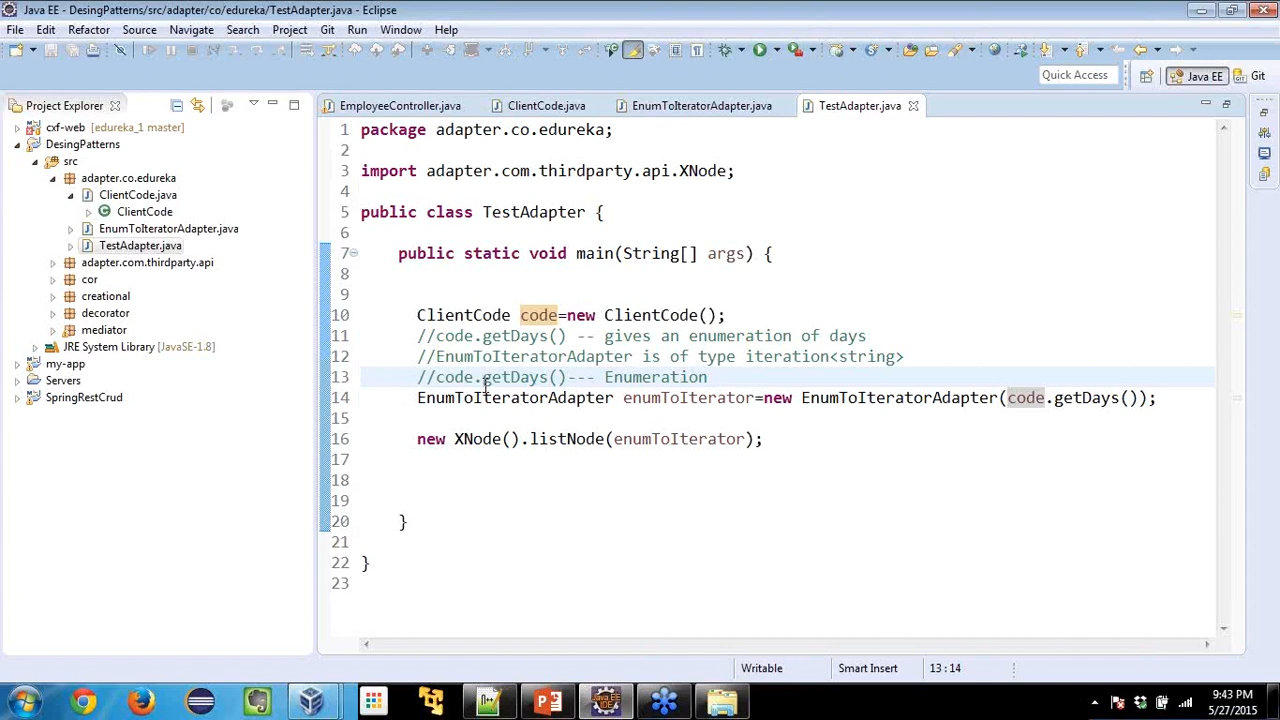 Java EE - DesingPatterns/src/adapter/co/edureka/TestAdapter.java - Eclipse
File Edit Refactor Source Navigate Search Project Git Run Window Help
Quick Access
Java EE
Git
Project Explorer
EmployeeController.java
ClientCode.java
EnumToIteratorAdapter.java
TestAdapter.java
cxf-web [edureka_1 master]
DesingPatterns
src
adapter.co.edureka
ClientCode.java
ClientCode
EnumToIteratorAdapter.java
TestAdapter.java
adapter.com.thirdparty.api
cor
creational
decorator
mediator
JRE System Library [JavaSE-1.8]
my-app
Servers
SpringRestCrud
1 package adapter.co.edureka;
2
3 import adapter.com.thirdparty.api.XNode;
4
5 public class TestAdapter {
6
7 public static void main(String[] args) {
8
9
10 ClientCode code=new ClientCode();
11 //code.getDays() -- gives an enumeration of days
12 //EnumToIteratorAdapter is of type iteration<string>
13 //code.getDays()--- Enumeration
14 EnumToIteratorAdapter enumToIterator=new EnumToIteratorAdapter(code.getDays());
15
16 new XNode().listNode(enumToIterator);
17
18
19
20 }
21
22 }
23
Writable
Smart Insert
13:14
9:43 PM
5/27/2015